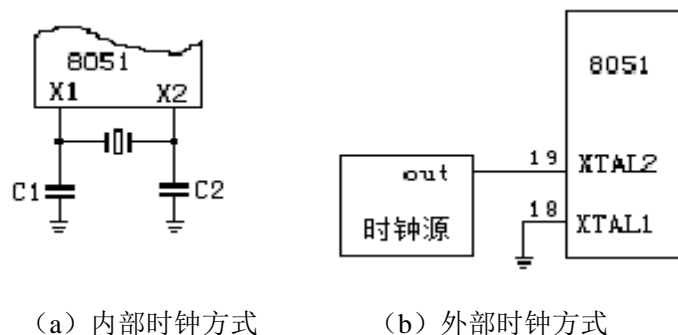 8051
X1 X2
C1 C2
8051
out
时钟源
19 XTAL2
18 XTAL1
（a）内部时钟方式
（b）外部时钟方式